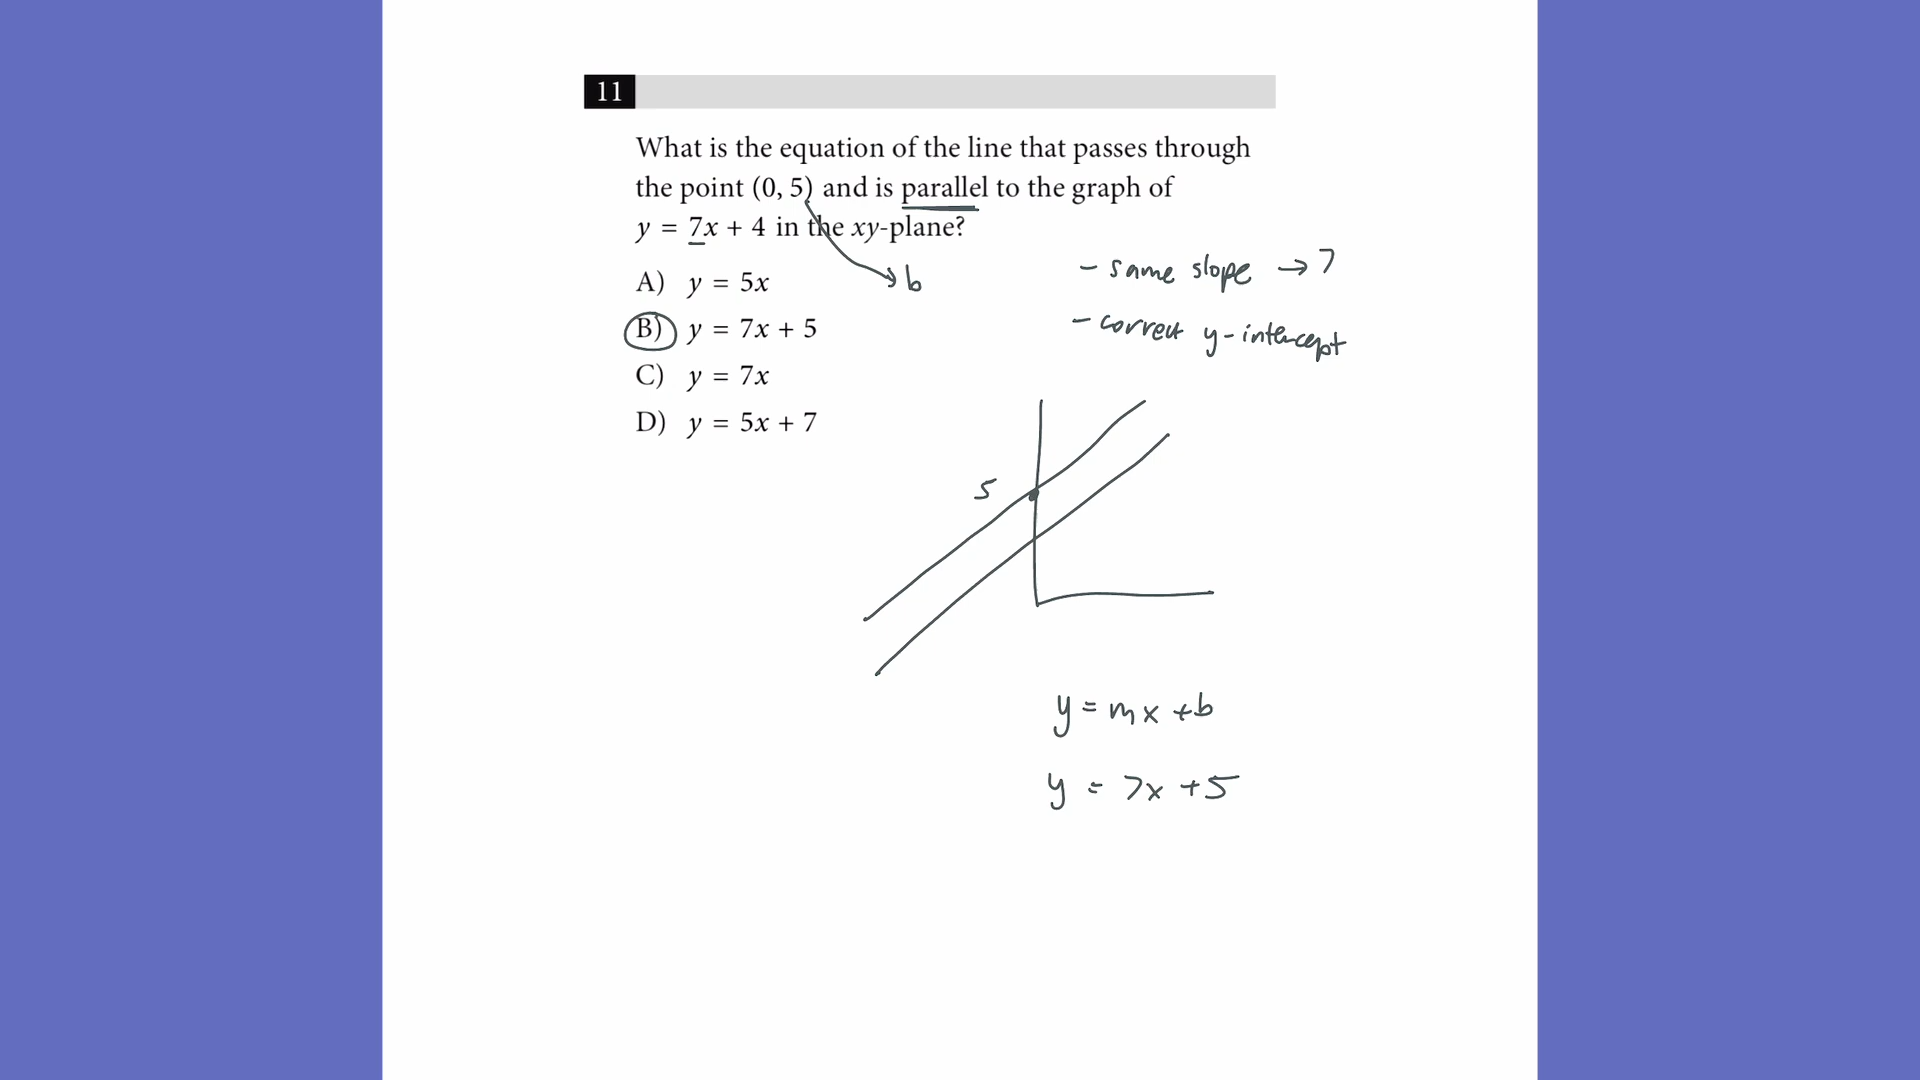 11
What is the equation of the line that passes through
the point (0, 5) and is parallel to the graph of
y = 7x + 4 in the xy-plane?
b
- same slope → 7
A) y = 5x
B) y = 7x + 5
- correct y-intercept
C) y = 7x
D) y = 5x + 7
5
y = mx + b
y = 7x + 5